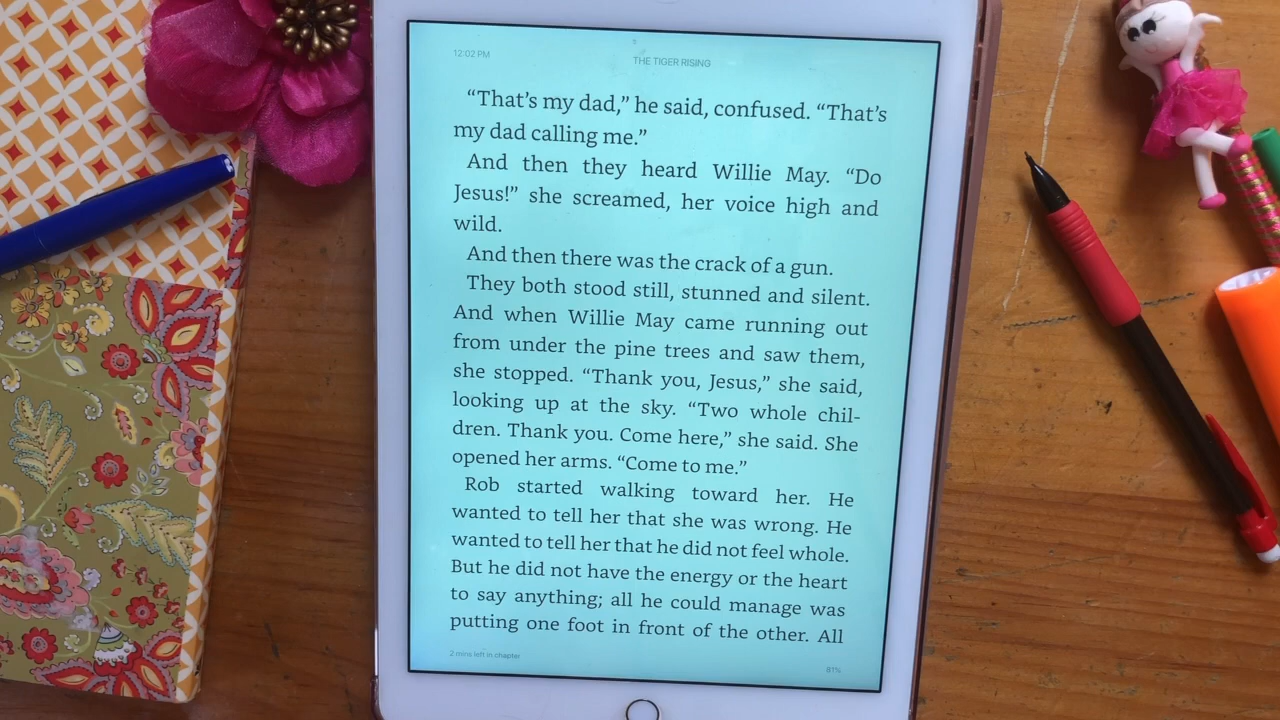 12:02 PM
THE TIGER RISING
“That’s my dad,” he said, confused. “That’s
my dad calling me.”
And then they heard Willie May. “Do
Jesus!” she screamed, her voice high and
wild.
And then there was the crack of a gun.
They both stood still, stunned and silent.
And when Willie May came running out
from under the pine trees and saw them,
she stopped. “Thank you, Jesus,” she said,
looking up at the sky. “Two whole chil-
dren. Thank you. Come here,” she said. She
opened her arms. “Come to me.”
Rob started walking toward her. He
wanted to tell her that she was wrong. He
wanted to tell her that he did not feel whole.
But he did not have the energy or the heart
to say anything; all he could manage was
putting one foot in front of the other. All
2 mins left in chapter
81%